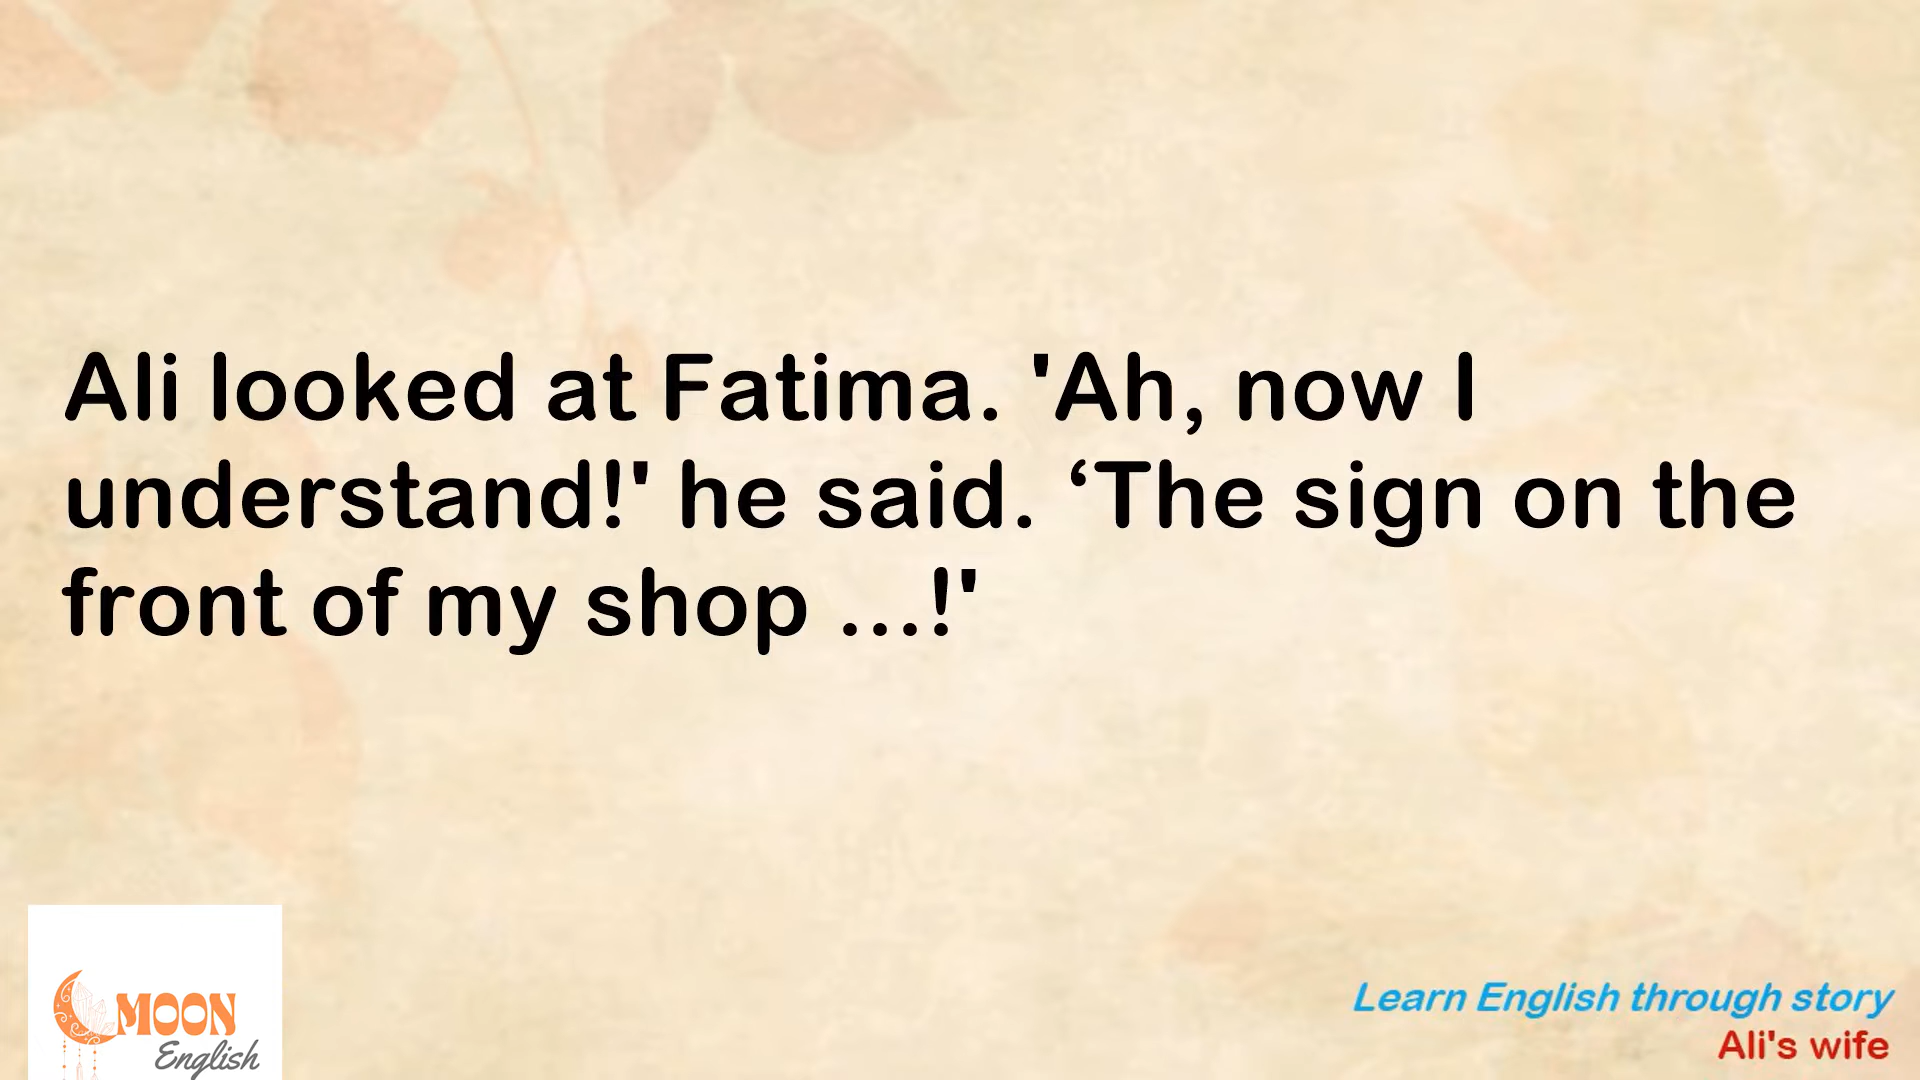 Ali looked at Fatima. 'Ah, now I
understand!' he said. ‘The sign on the
front of my shop ...!'
MOON
English
Learn English through story
Ali's wife